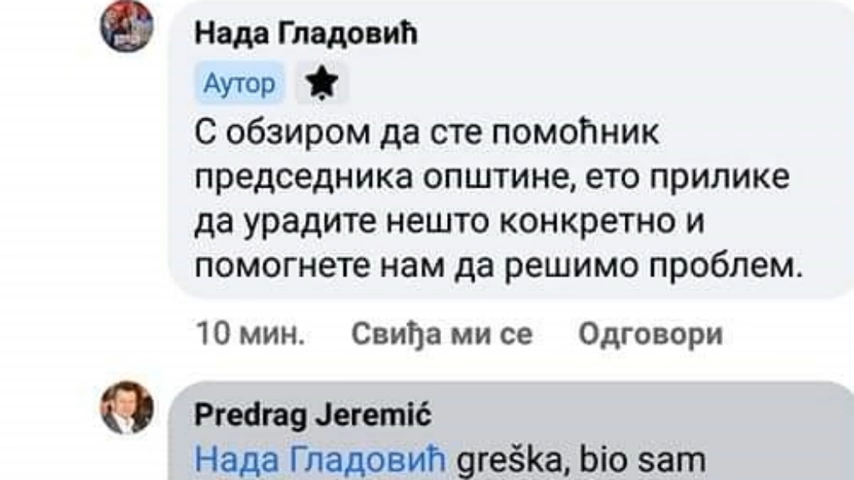 Нада Гладовић
Аутор
С обзиром да сте помоћник
председника општине, ето прилике
да урадите нешто конкретно и
помогнете нам да решимо проблем.
10 мин. Свиђа ми се Одговори
Predrag Jeremić
Нада Гладовић greška, bio sam